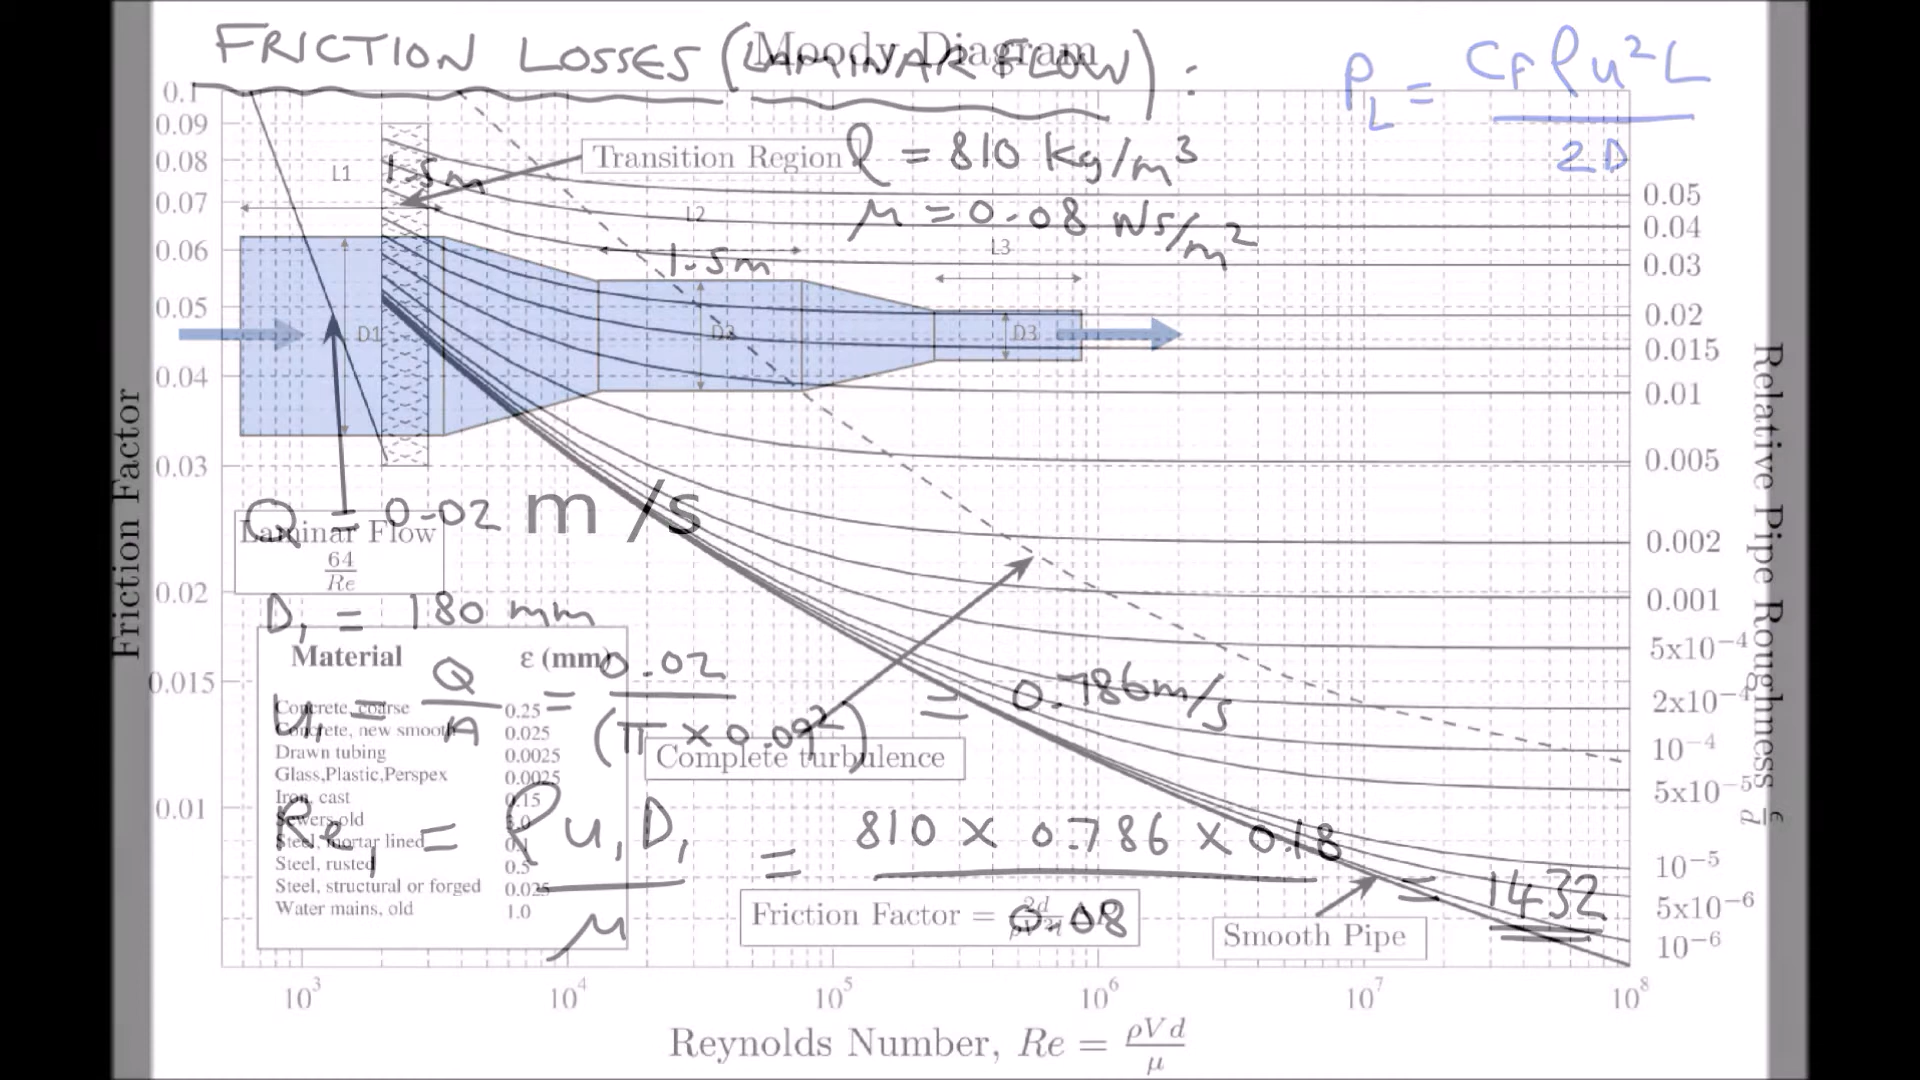 FRICTION LOSSES (LAMINAR FLOW) :
Moody Diagram
P_L = CfρU²L
2D
ρ = 810 kg/m³
μ = 0.08 Ns/m²
Transition Region
L1
1.5m
L2
1.5m
L3
D1
D2
D3
0.1
0.09
0.08
0.07
0.06
0.05
0.04
0.03
0.02
0.015
0.01
Friction Factor
0.05
0.04
0.03
0.02
0.015
0.01
0.005
0.002
0.001
5x10⁻⁴
2x10⁻⁴
10⁻⁴
5x10⁻⁵
10⁻⁵
5x10⁻⁶
10⁻⁶
Relative Pipe Roughness ϵ/d
Q = 0.02 m /s
Laminar Flow
64
Re
D₁ = 180 mm
U₁ = Q/A = 0.02/(π × 0.09²) = 0.786m/s
Re₁ = ρU₁D₁/μ = 810 × 0.786 × 0.18/0.08 = 1432
Material ε (mm)
Concrete, coarse 0.25
Concrete, new smooth 0.025
Drawn tubing 0.0025
Glass,Plastic,Perspex 0.0025
Iron, cast 0.15
Sewers,old
Steel, mortar lined 0.1
Steel, rusted 0.5
Steel, structural or forged 0.025
Water mains, old 1.0
Complete turbulence
Friction Factor =
Smooth Pipe
10³ 10⁴ 10⁵ 10⁶ 10⁷ 10⁸
Reynolds Number, Re = ρVd/μ